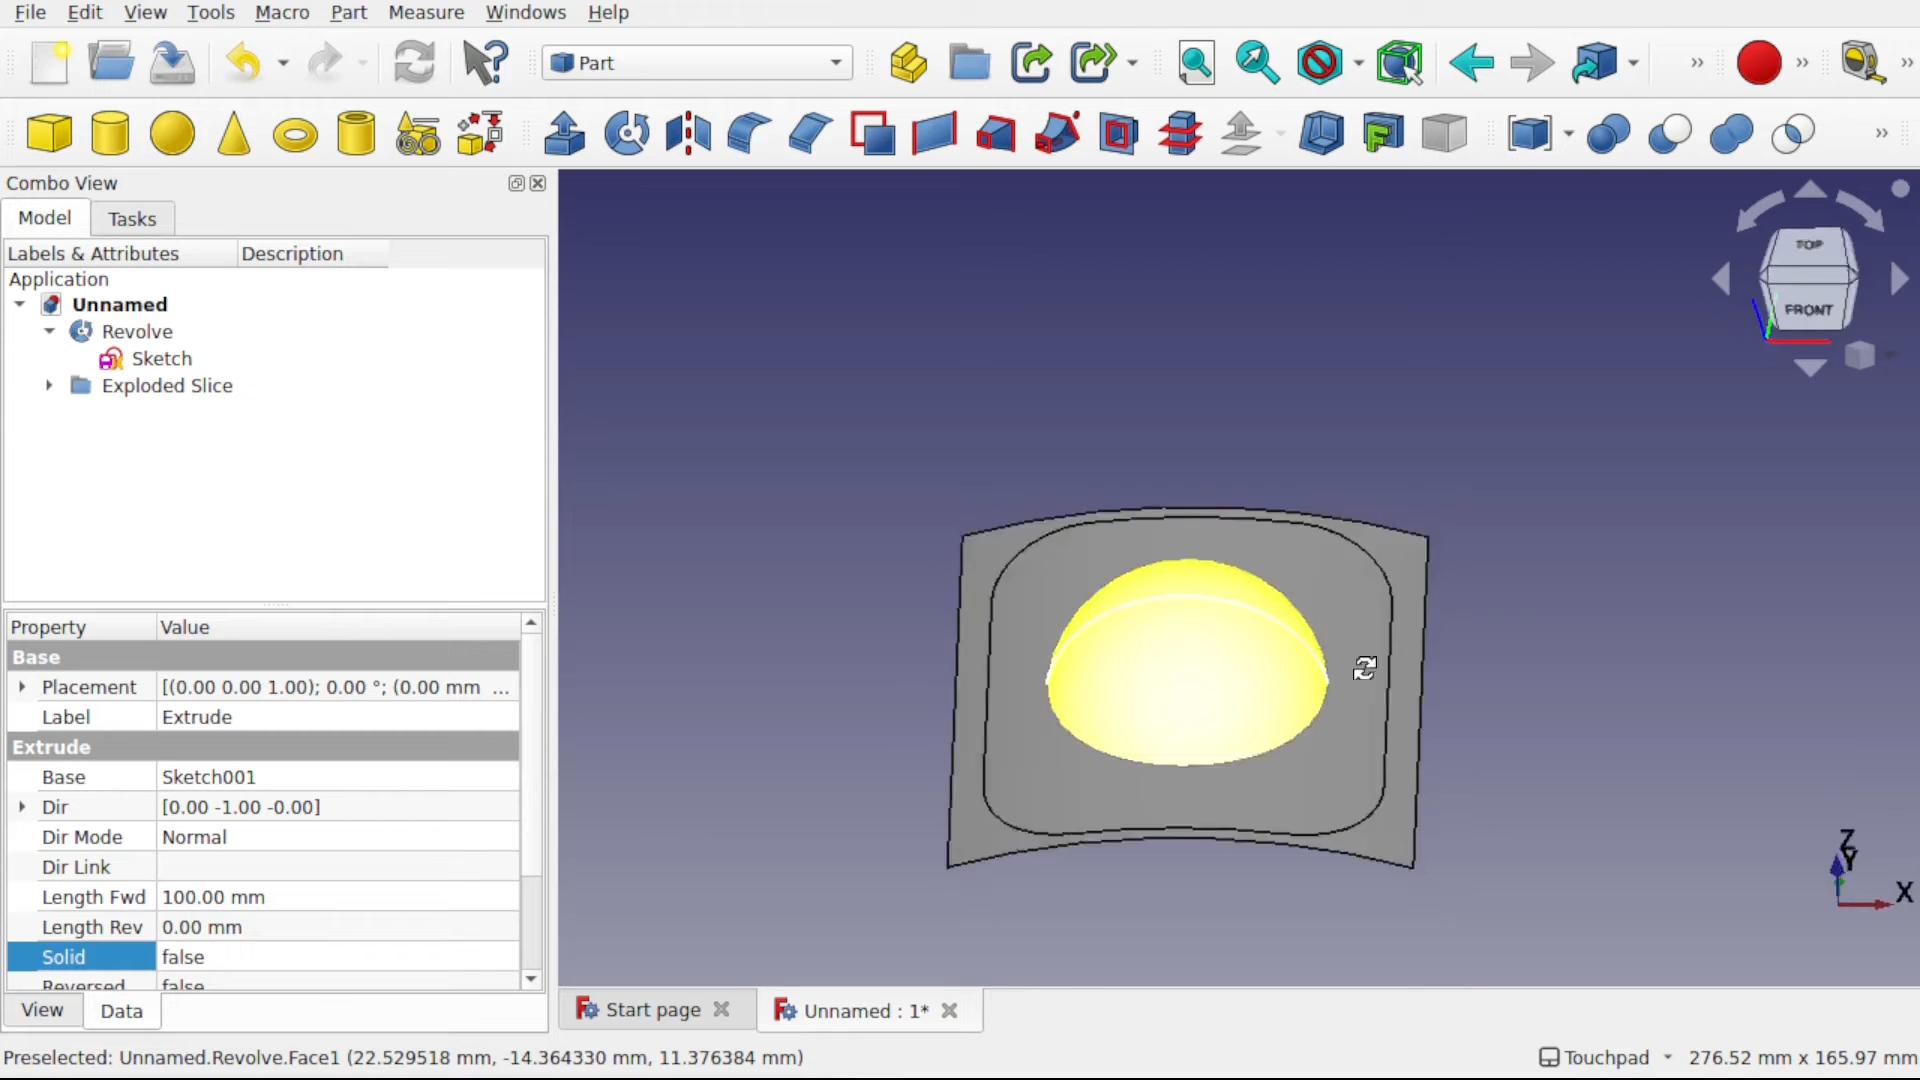 File Edit View Tools Macro Part Measure Windows Help
Part
Combo View
Model Tasks
Labels & Attributes Description
Application
Unnamed
Revolve
Sketch
Exploded Slice
TOP
FRONT
Property Value
Base
Placement [(0.00 0.00 1.00); 0.00 °; (0.00 mm ...
Label Extrude
Extrude
Base Sketch001
Dir [0.00 -1.00 -0.00]
Dir Mode Normal
Dir Link
Length Fwd 100.00 mm
Length Rev 0.00 mm
Solid false
Reversed false
Z
Y
X
View Data
Start page Unnamed : 1*
Preselected: Unnamed.Revolve.Face1 (22.529518 mm, -14.364330 mm, 11.376384 mm) Touchpad 276.52 mm x 165.97 mm